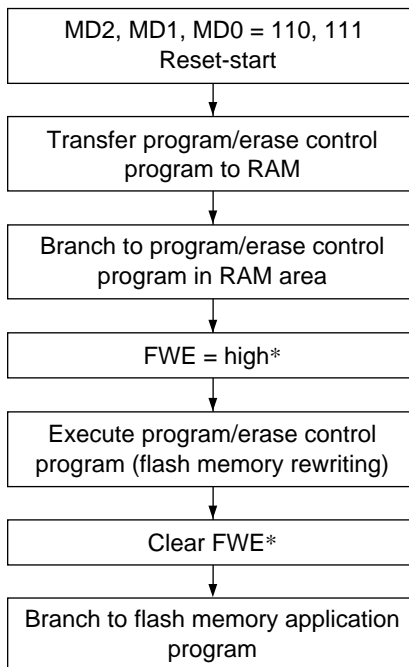 MD2, MD1, MD0 = 110, 111
Reset-start
Transfer program/erase control
program to RAM
Branch to program/erase control
program in RAM area
FWE = high*
Execute program/erase control
program (flash memory rewriting)
Clear FWE*
Branch to flash memory application
program